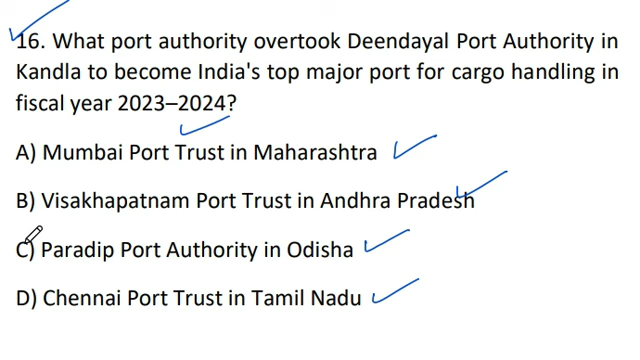 16. What port authority overtook Deendayal Port Authority in
Kandla to become India's top major port for cargo handling in
fiscal year 2023–2024?
A) Mumbai Port Trust in Maharashtra
B) Visakhapatnam Port Trust in Andhra Pradesh
C) Paradip Port Authority in Odisha
D) Chennai Port Trust in Tamil Nadu